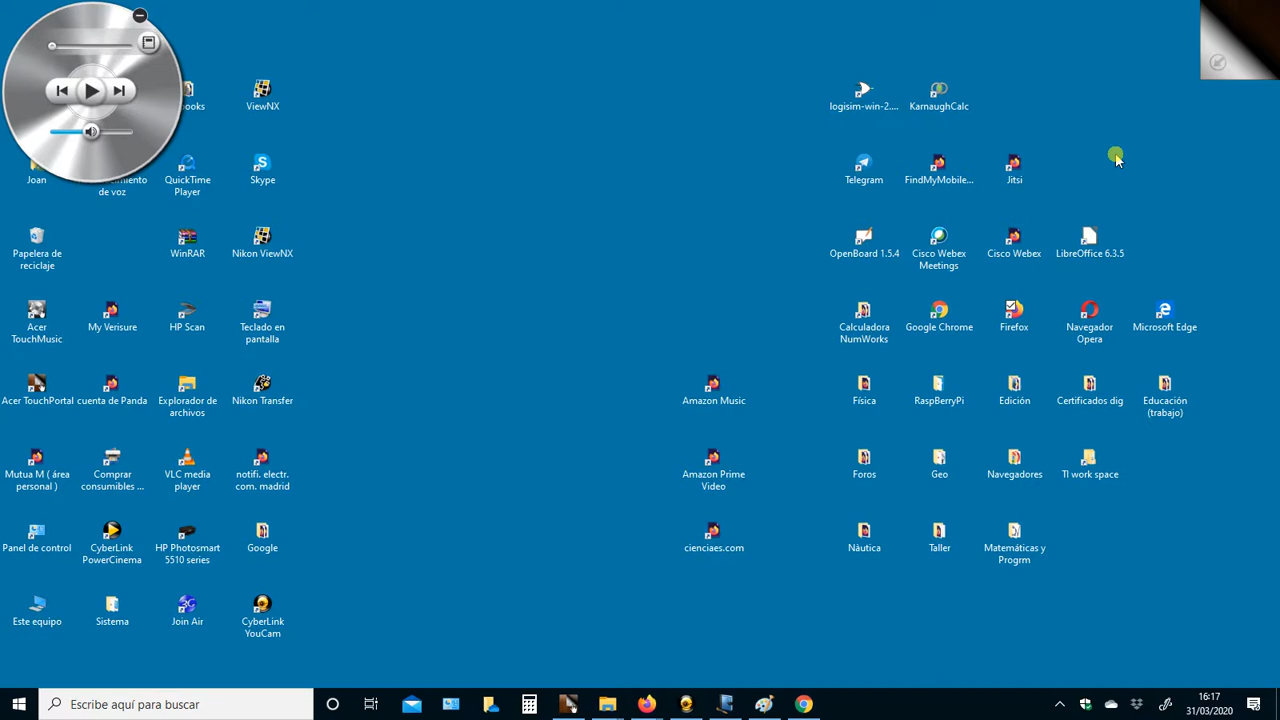 ooks
ViewNX
logisim-win-2....
KarnaughCalc
Joan
imiento
de voz
QuickTime
Player
Skype
Telegram
FindMyMobile...
Jitsi
Papelera de
reciclaje
WinRAR
Nikon ViewNX
OpenBoard 1.5.4
Cisco Webex
Meetings
Cisco Webex
LibreOffice 6.3.5
Acer
TouchMusic
My Verisure
HP Scan
Teclado en
pantalla
Calculadora
NumWorks
Google Chrome
Firefox
Navegador
Opera
Microsoft Edge
Acer TouchPortal
cuenta de Panda
Explorador de
archivos
Nikon Transfer
Amazon Music
Física
RaspBerryPi
Edición
Certificados dig
Educación
(trabajo)
Mutua M ( área
personal )
Comprar
consumibles ...
VLC media
player
notifi. electr.
com. madrid
Amazon Prime
Video
Foros
Geo
Navegadores
TI work space
Panel de control
CyberLink
PowerCinema
HP Photosmart
5510 series
Google
cienciaes.com
Nàutica
Taller
Matemáticas y
Progrm
Este equipo
Sistema
Join Air
CyberLink
YouCam
Escribe aquí para buscar
16:17
31/03/2020